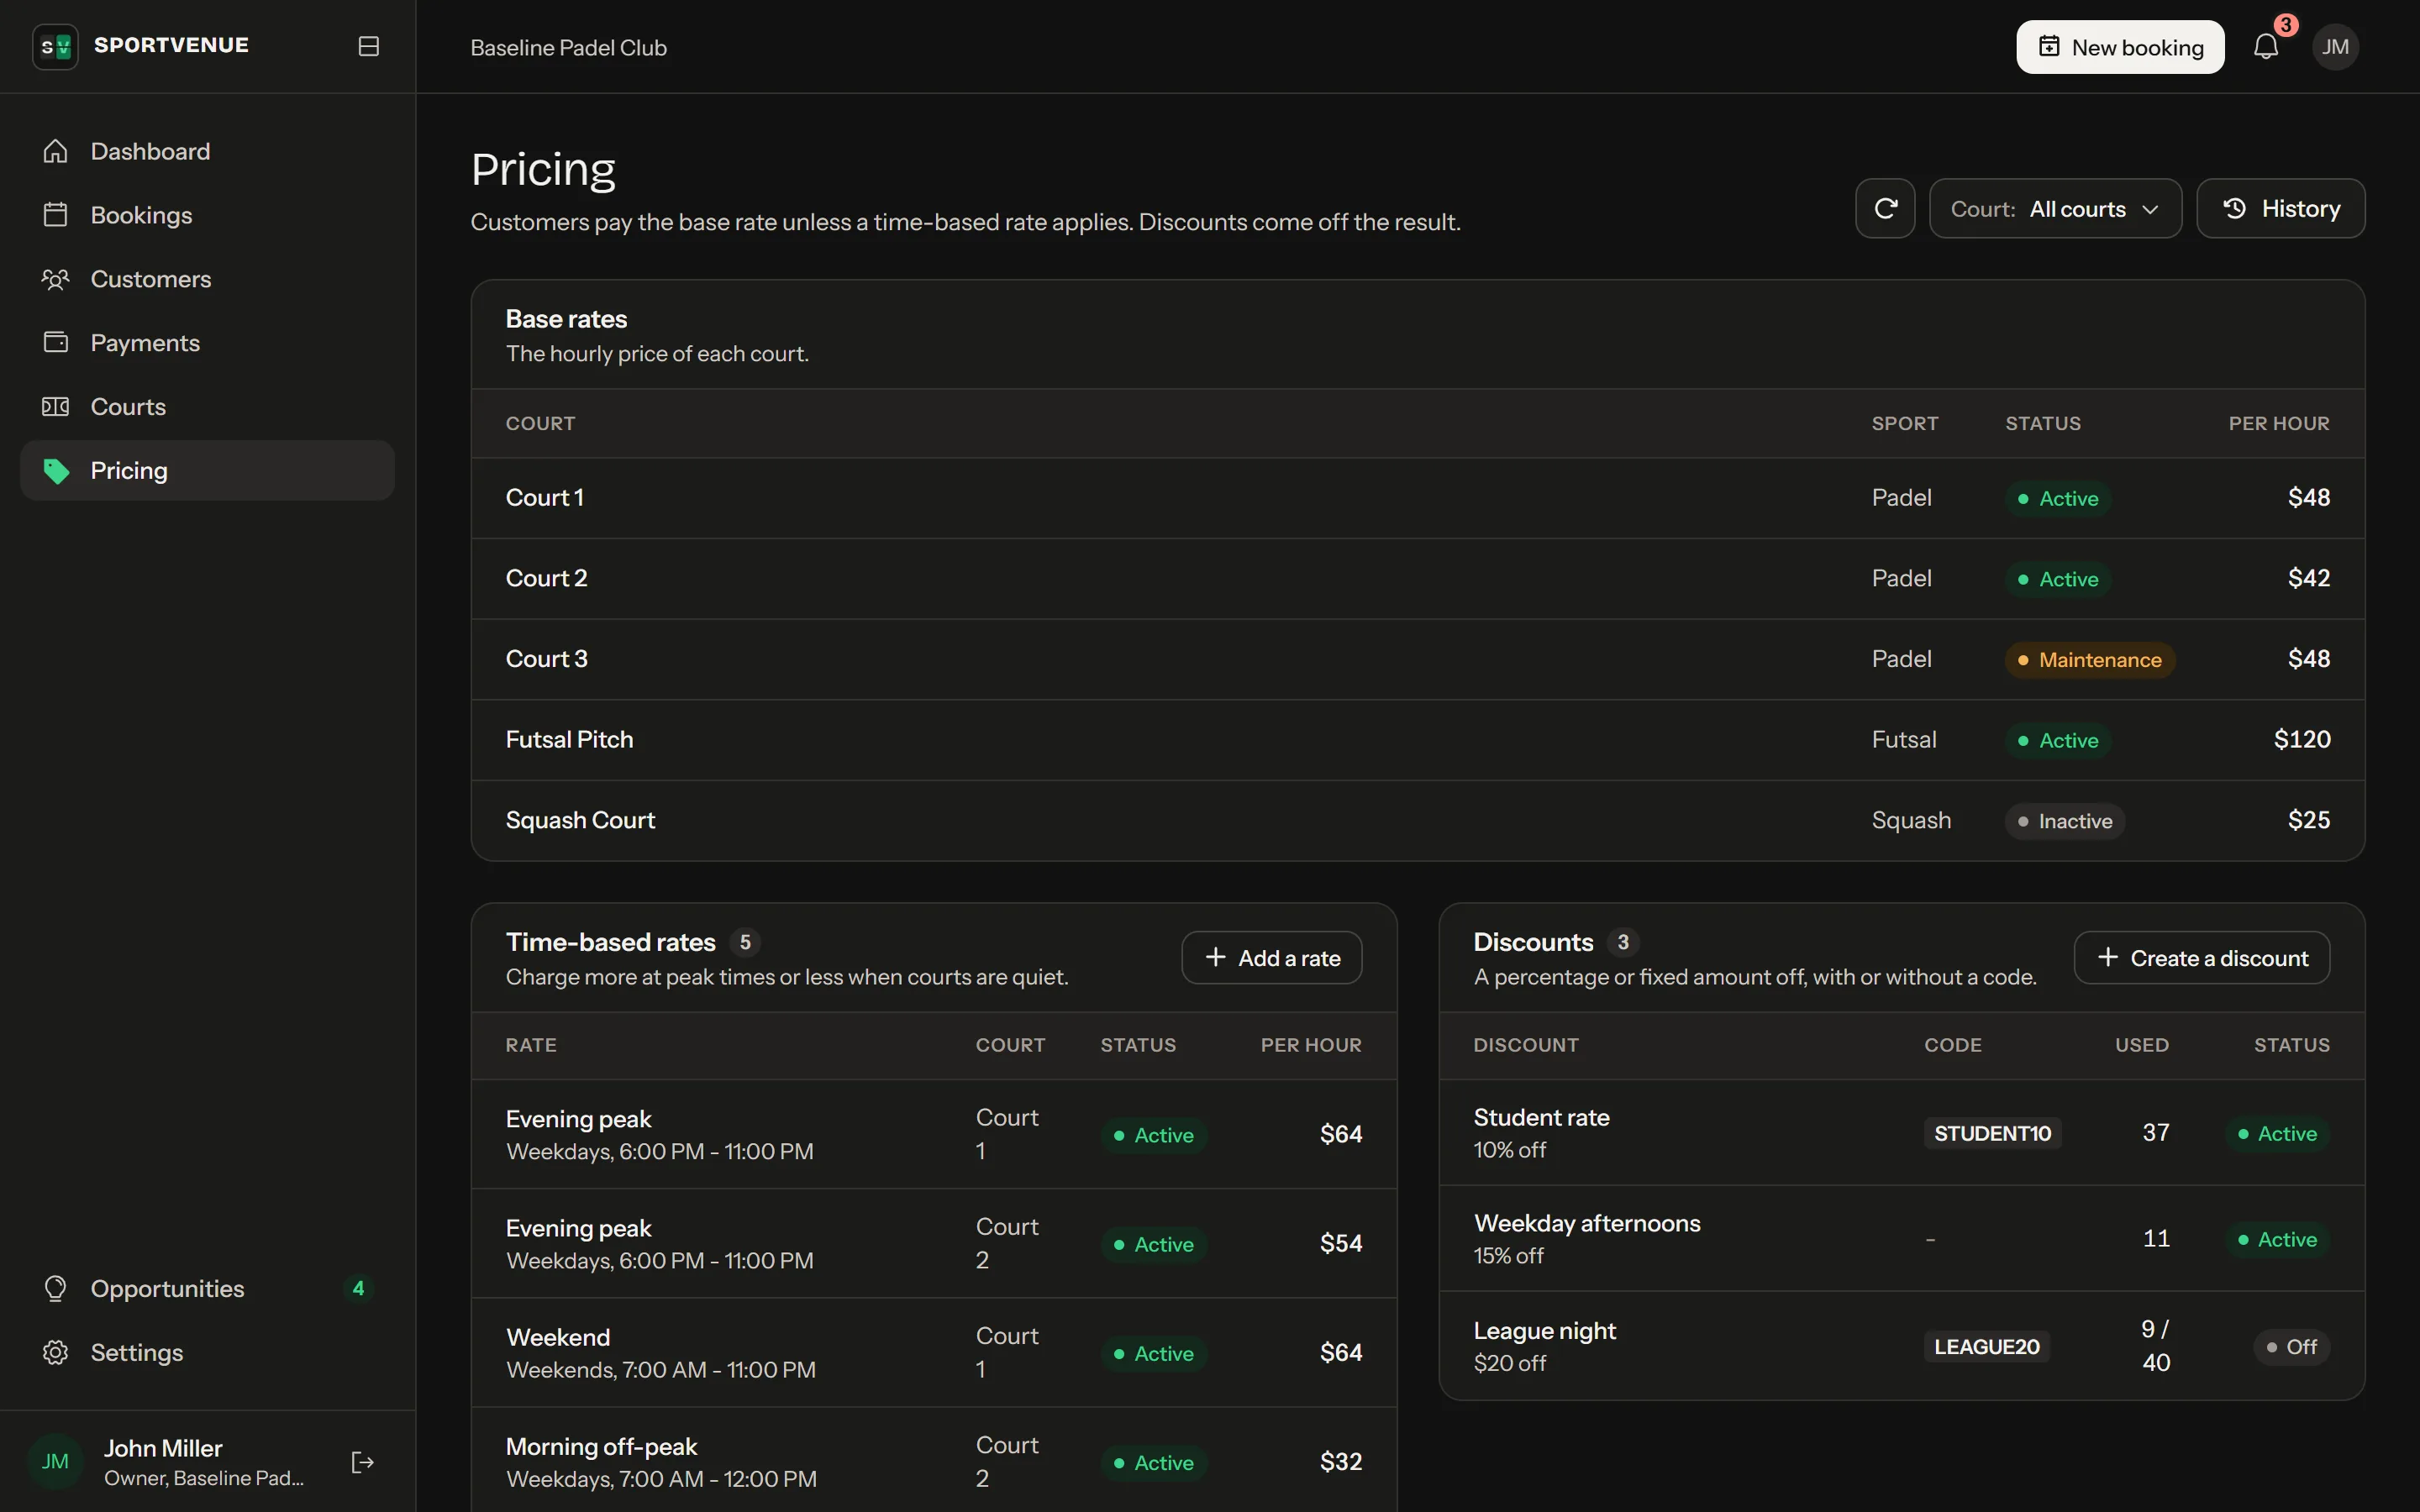 SV SPORTVENUE
Baseline Padel Club
New booking
3
JM
Dashboard
Bookings
Customers
Payments
Courts
Pricing
Opportunities 4
Settings
JM
John Miller
Owner, Baseline Pad...
Pricing
Customers pay the base rate unless a time-based rate applies. Discounts come off the result.
Court: All courts
History
Base rates
The hourly price of each court.
COURT SPORT STATUS PER HOUR
Court 1 Padel Active $48
Court 2 Padel Active $42
Court 3 Padel Maintenance $48
Futsal Pitch Futsal Active $120
Squash Court Squash Inactive $25
Time-based rates 5
Charge more at peak times or less when courts are quiet.
+ Add a rate
RATE COURT STATUS PER HOUR
Evening peak
Weekdays, 6:00 PM - 11:00 PM
Court
1
Active $64
Evening peak
Weekdays, 6:00 PM - 11:00 PM
Court
2
Active $54
Weekend
Weekends, 7:00 AM - 11:00 PM
Court
1
Active $64
Morning off-peak
Weekdays, 7:00 AM - 12:00 PM
Court
2
Active $32
Discounts 3
A percentage or fixed amount off, with or without a code.
+ Create a discount
DISCOUNT CODE USED STATUS
Student rate
10% off
STUDENT10 37 Active
Weekday afternoons
15% off
- 11 Active
League night
$20 off
LEAGUE20
9 /
40
Off